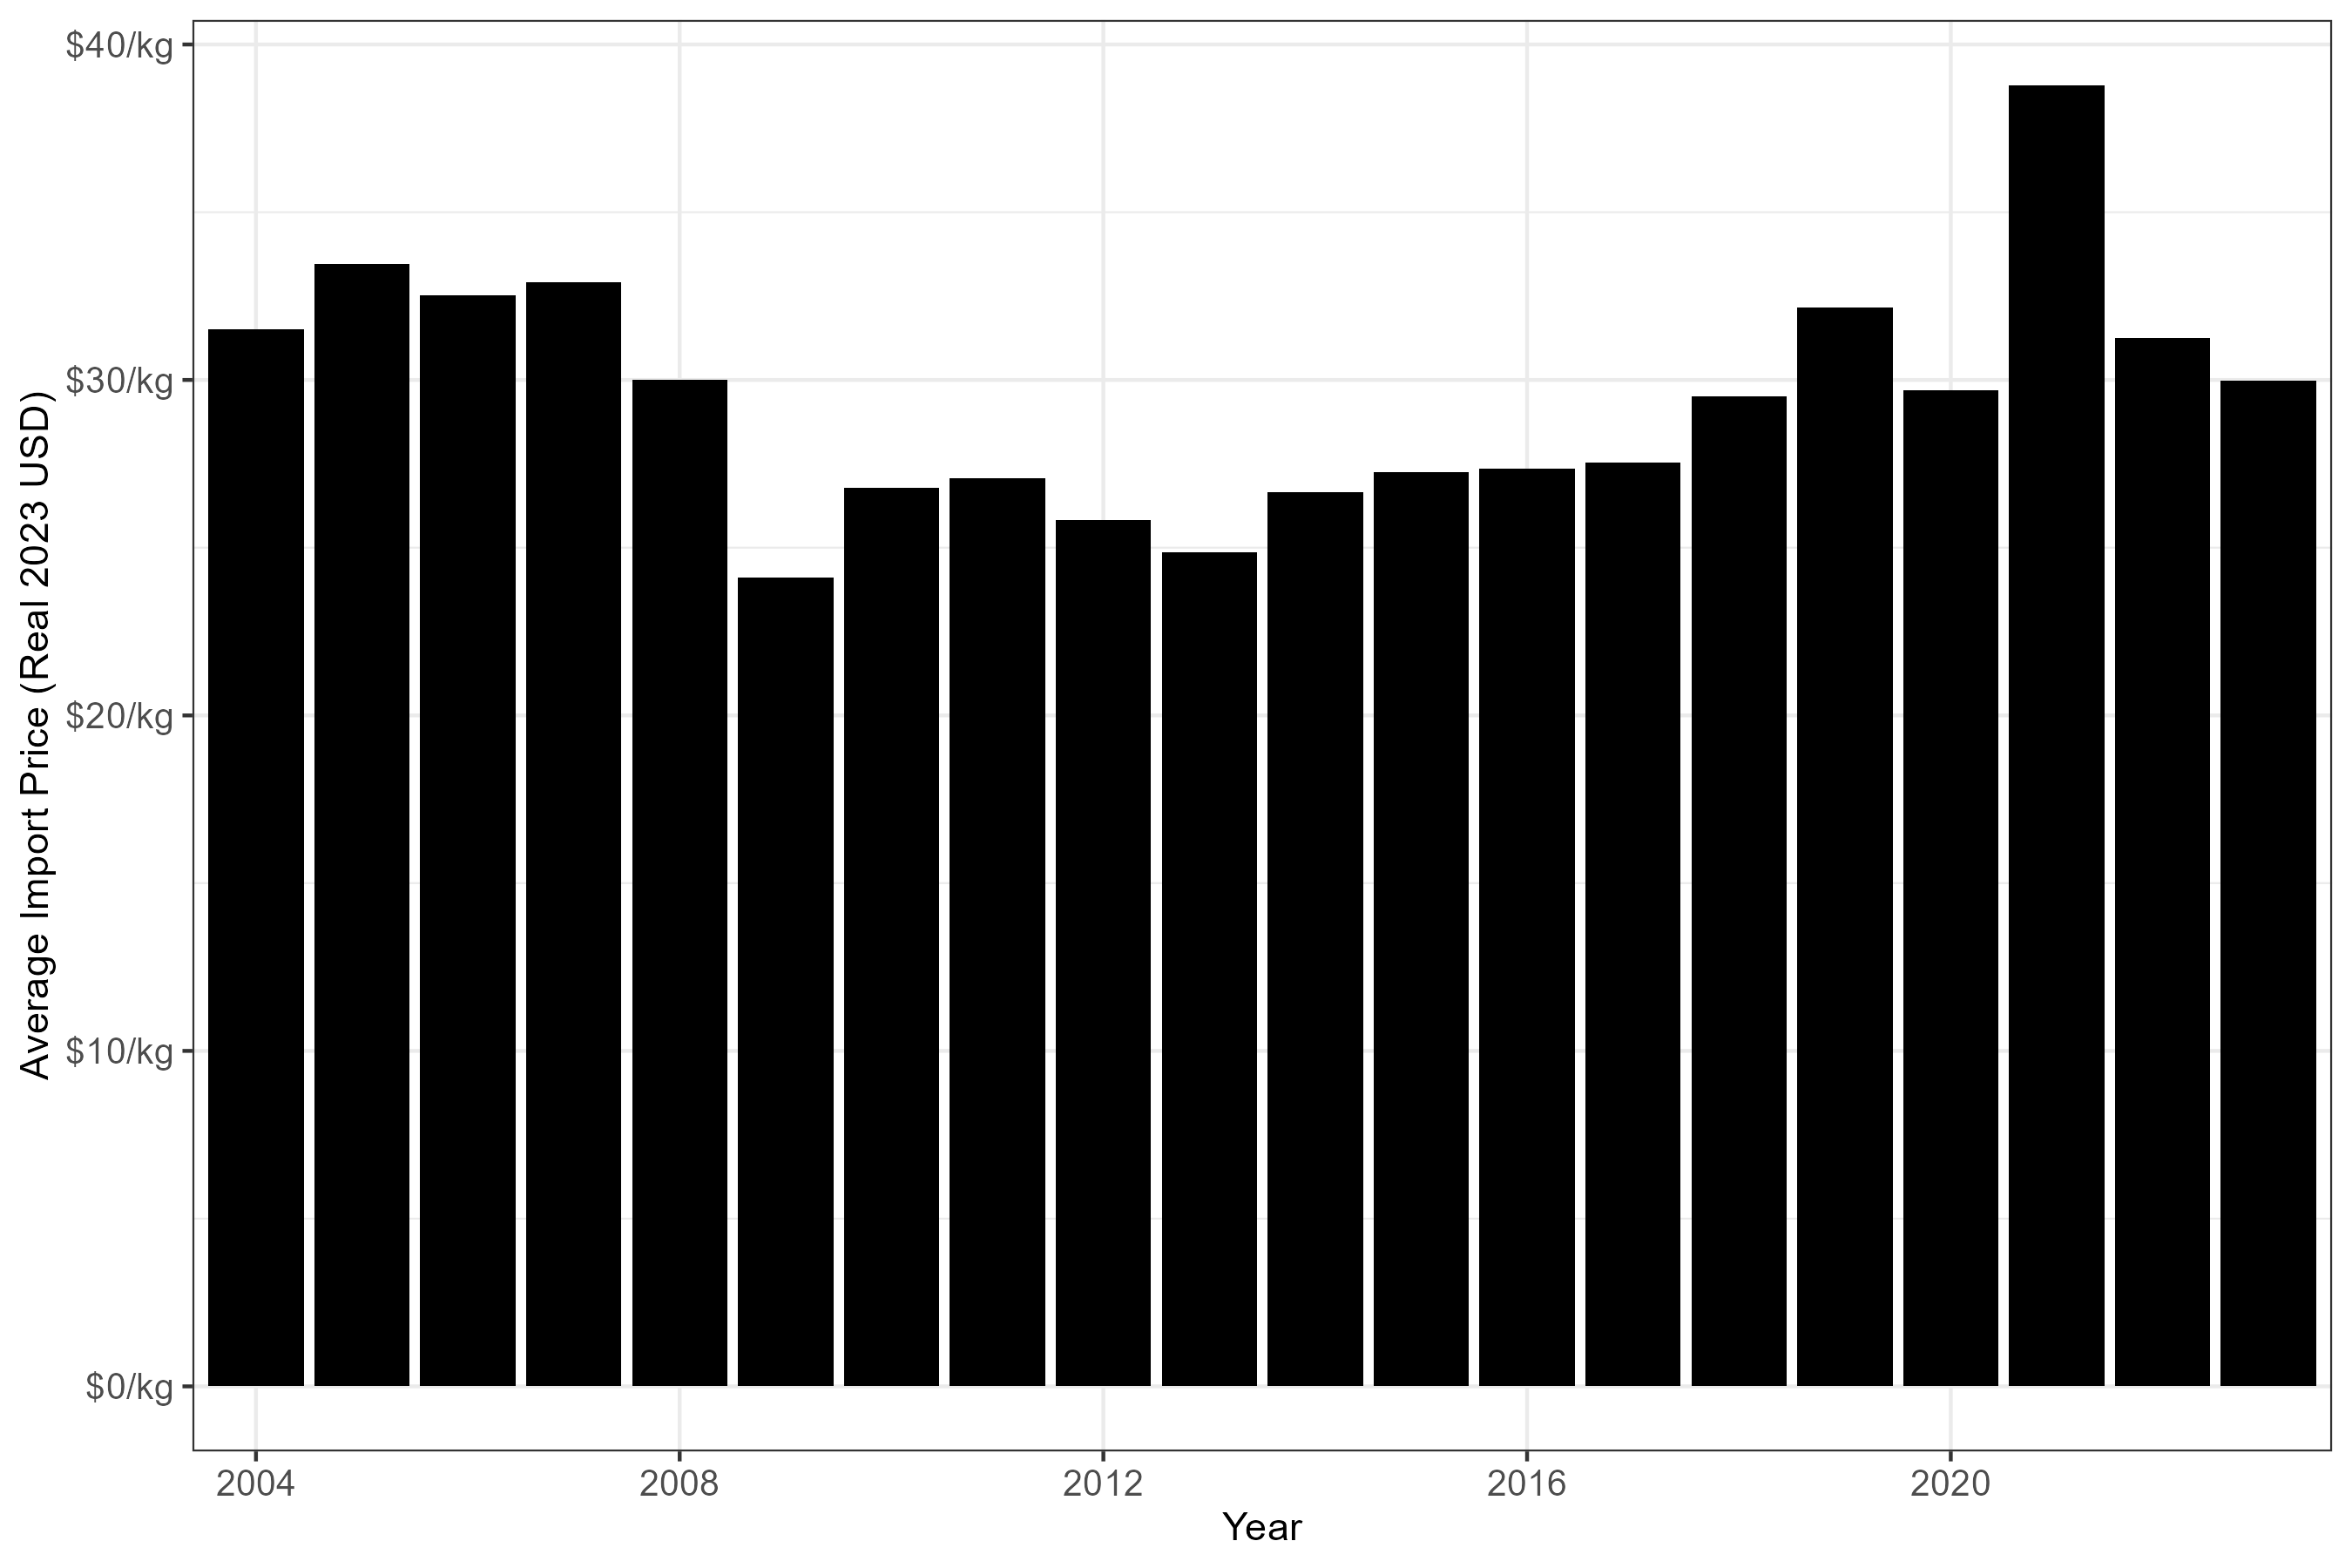 Average Import Price (Real 2023 USD)
$40/kg
$30/kg
$20/kg
$10/kg
$0/kg
2004 2008 2012 2016 2020
Year